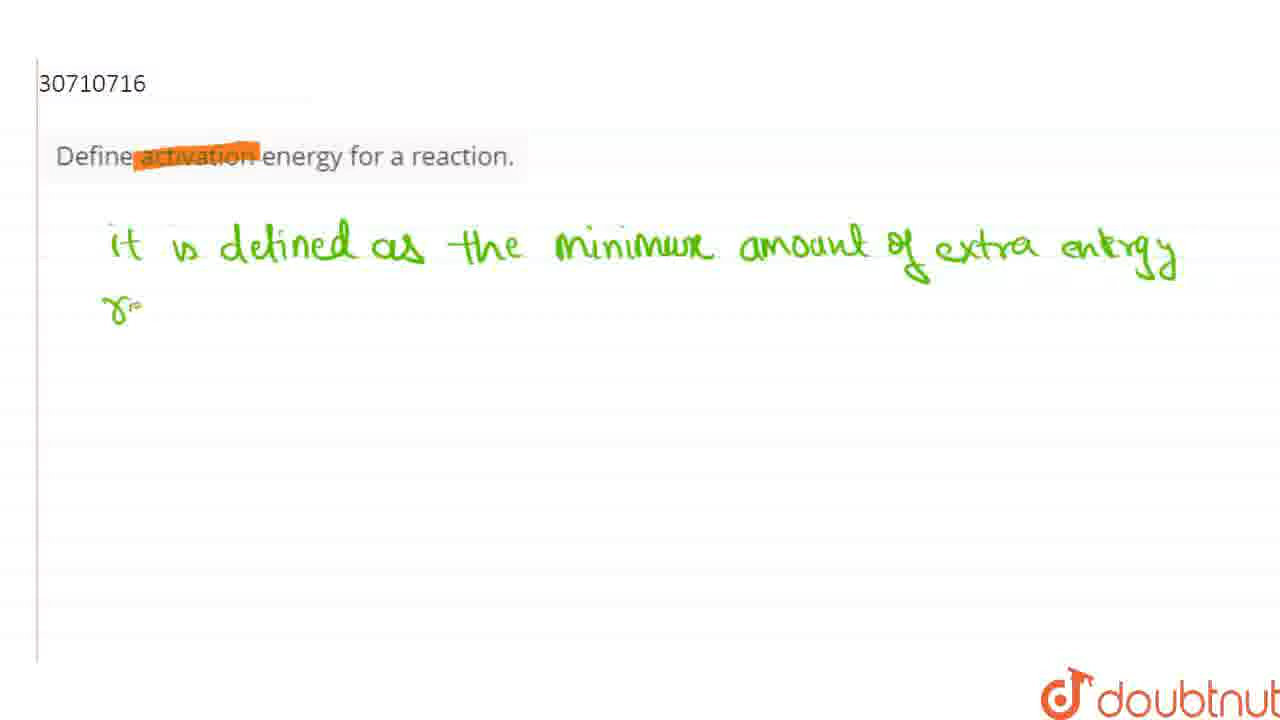 30710716
Define activation energy for a reaction.
it is defined as the minimum amount of extra energy
doubtnut